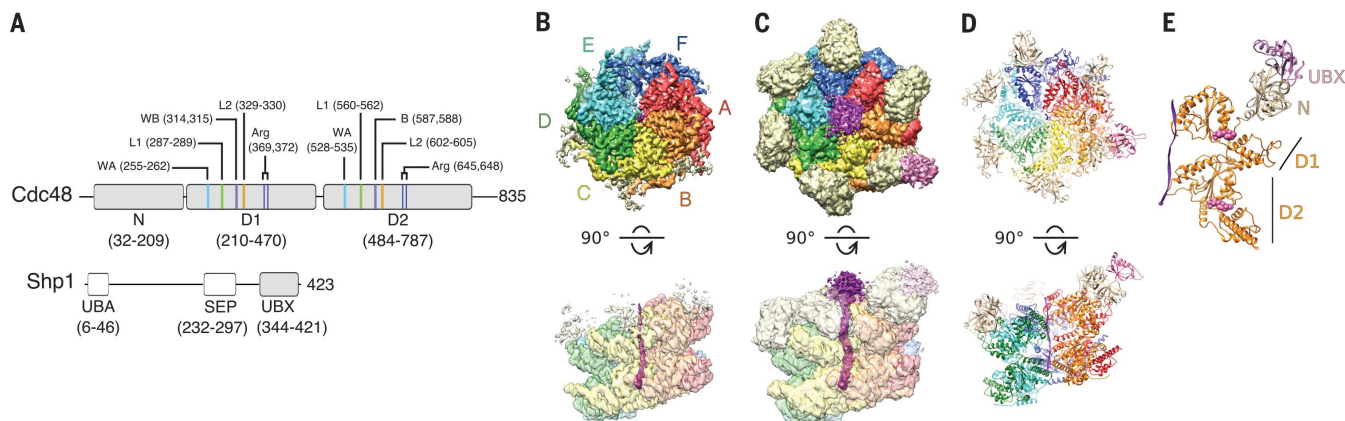 A
L2 (329-330)
L1 (560-562)
WB (314,315)
WA
(528-535)
B (587,588)
L1 (287-289)
Arg
(369,372)
L2 (602-605)
WA (255-262)
Arg (645,648)
Cdc48
835
N
(32-209)
D1
(210-470)
D2
(484-787)
Shp1
423
UBA
(6-46)
SEP
(232-297)
UBX
(344-421)
B
E
F
D
A
C
B
90°
C
90°
D
90°
E
UBX
N
D1
D2